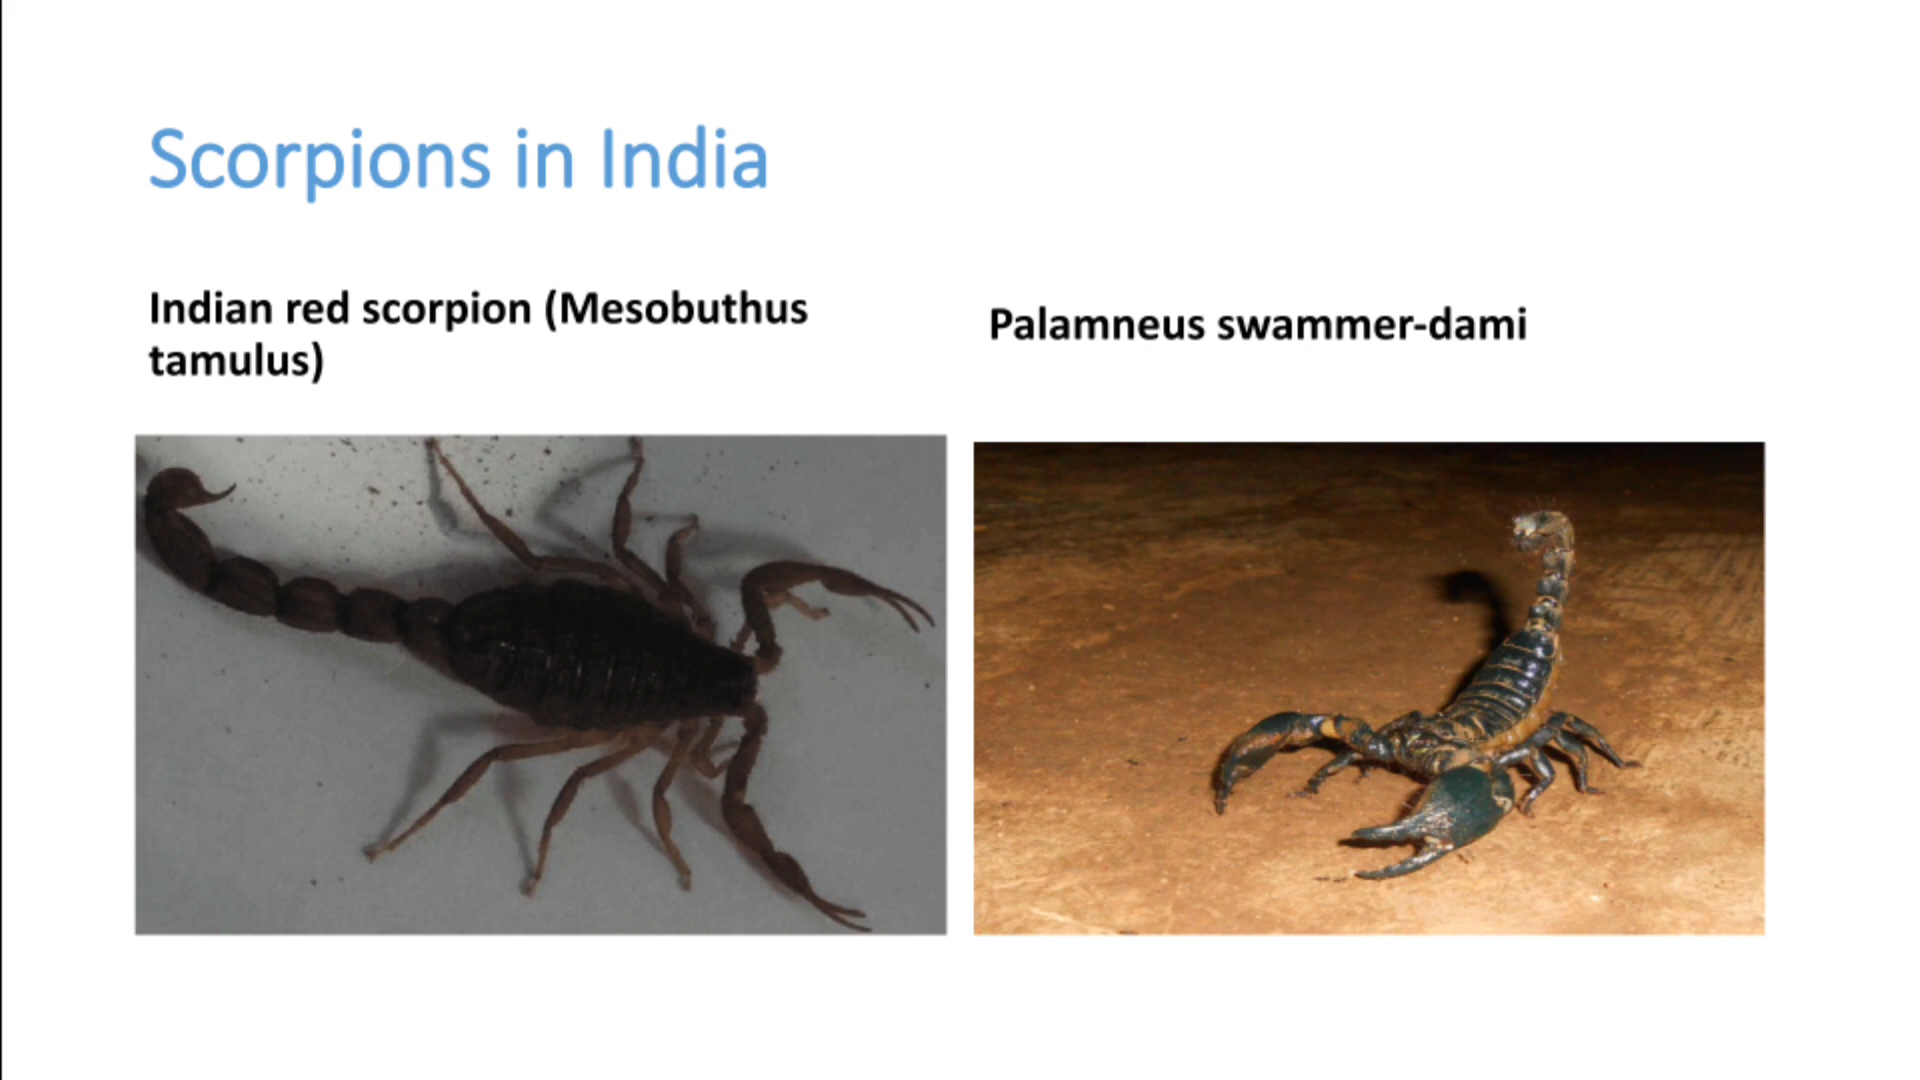 Scorpions in India
Indian red scorpion (Mesobuthus
tamulus)
Palamneus swammer-dami